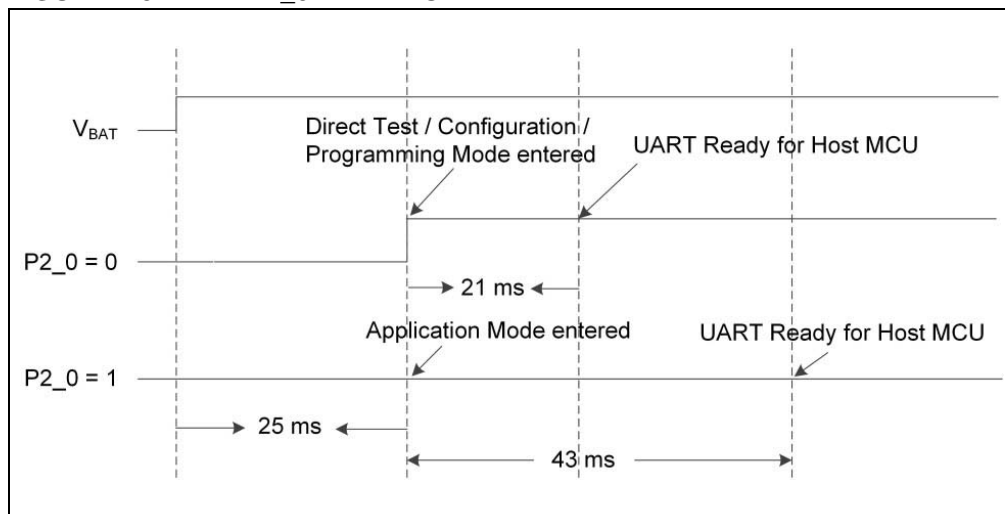 V_BAT
Direct Test / Configuration /
Programming Mode entered
UART Ready for Host MCU
P2_0 = 0
21 ms
Application Mode entered
UART Ready for Host MCU
P2_0 = 1
25 ms
43 ms